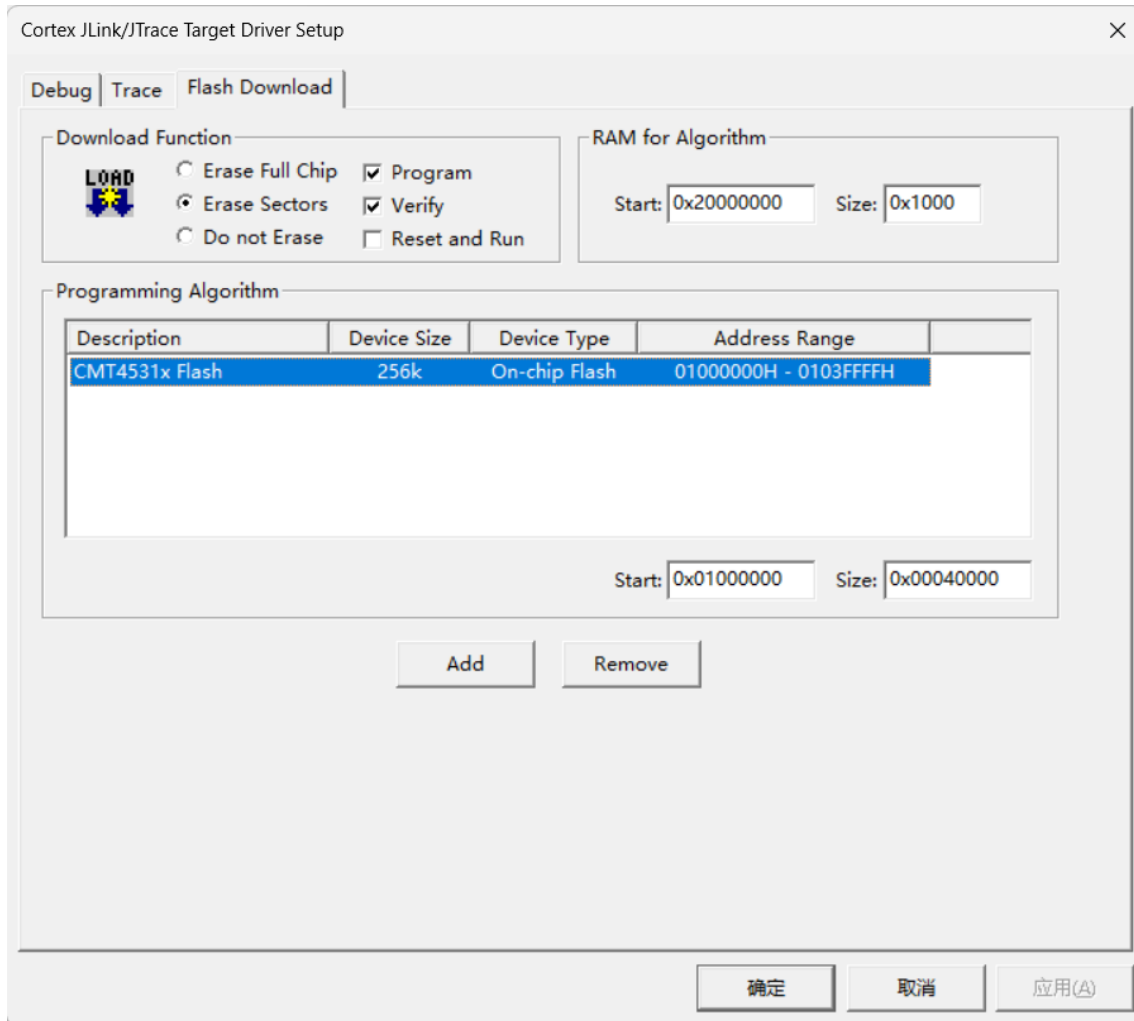 Cortex JLink/JTrace Target Driver Setup
Debug Trace Flash Download
Download Function
LOAD
Erase Full Chip
Erase Sectors
Do not Erase
Program
Verify
Reset and Run
RAM for Algorithm
Start: 0x20000000 Size: 0x1000
Programming Algorithm
Description Device Size Device Type Address Range
CMT4531x Flash 256k On-chip Flash 01000000H - 0103FFFFH
Start: 0x01000000 Size: 0x00040000
Add Remove
确定 取消 应用(A)